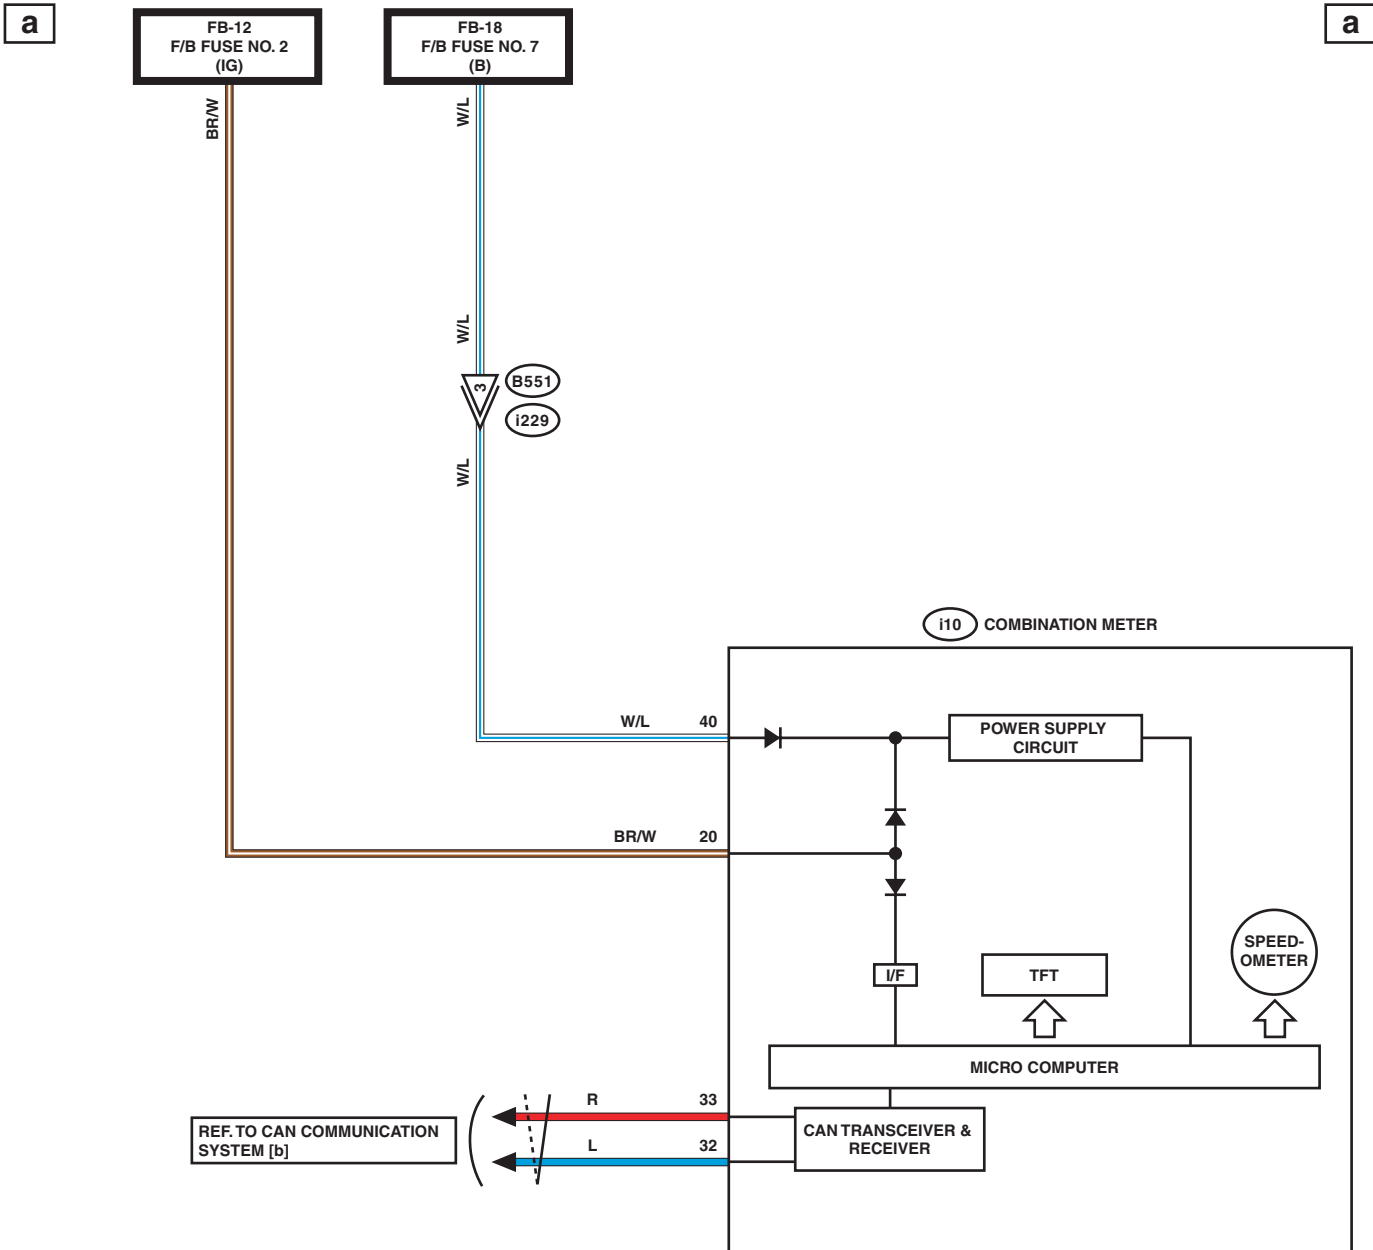 a
FB-12
F/B FUSE NO. 2
(IG)
FB-18
F/B FUSE NO. 7
(B)
a
BR/W
W/L
W/L
3
B551
i229
W/L
i10 COMBINATION METER
W/L 40
POWER SUPPLY
CIRCUIT
BR/W 20
I/F
TFT
SPEED-
OMETER
MICRO COMPUTER
R 33
REF. TO CAN COMMUNICATION
SYSTEM [b]
L 32
CAN TRANSCEIVER &
RECEIVER